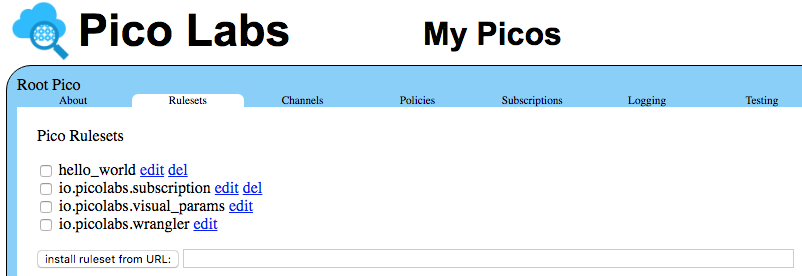 Pico Labs My Picos
Root Pico
About Rulesets Channels Policies Subscriptions Logging Testing
Pico Rulesets
hello_world edit del
io.picolabs.subscription edit del
io.picolabs.visual_params edit
io.picolabs.wrangler edit
install ruleset from URL: